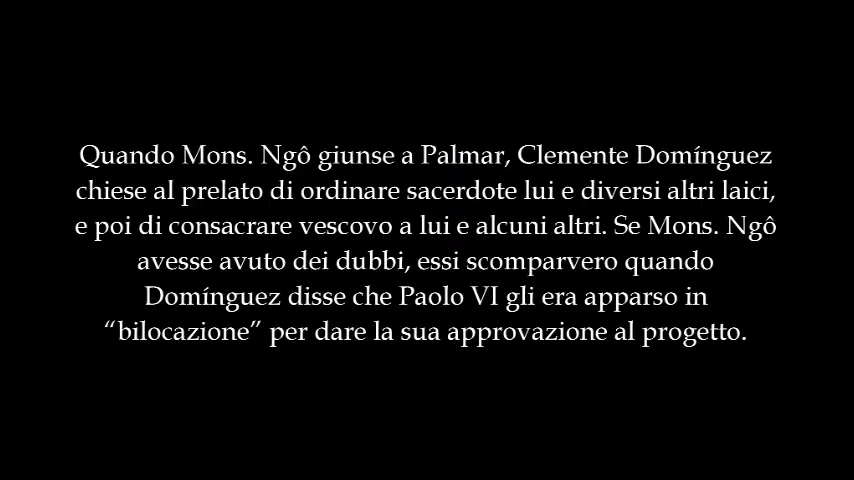 Quando Mons. Ngô giunse a Palmar, Clemente Domínguez
chiese al prelato di ordinare sacerdote lui e diversi altri laici,
e poi di consacrare vescovo a lui e alcuni altri. Se Mons. Ngô
avesse avuto dei dubbi, essi scomparvero quando
Domínguez disse che Paolo VI gli era apparso in
“bilocazione” per dare la sua approvazione al progetto.